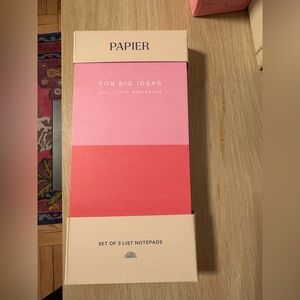 PAPIER
FOR BIG IDEAS
AND LITTLE REMINDERS
SET OF 3 LIST NOTEPADS